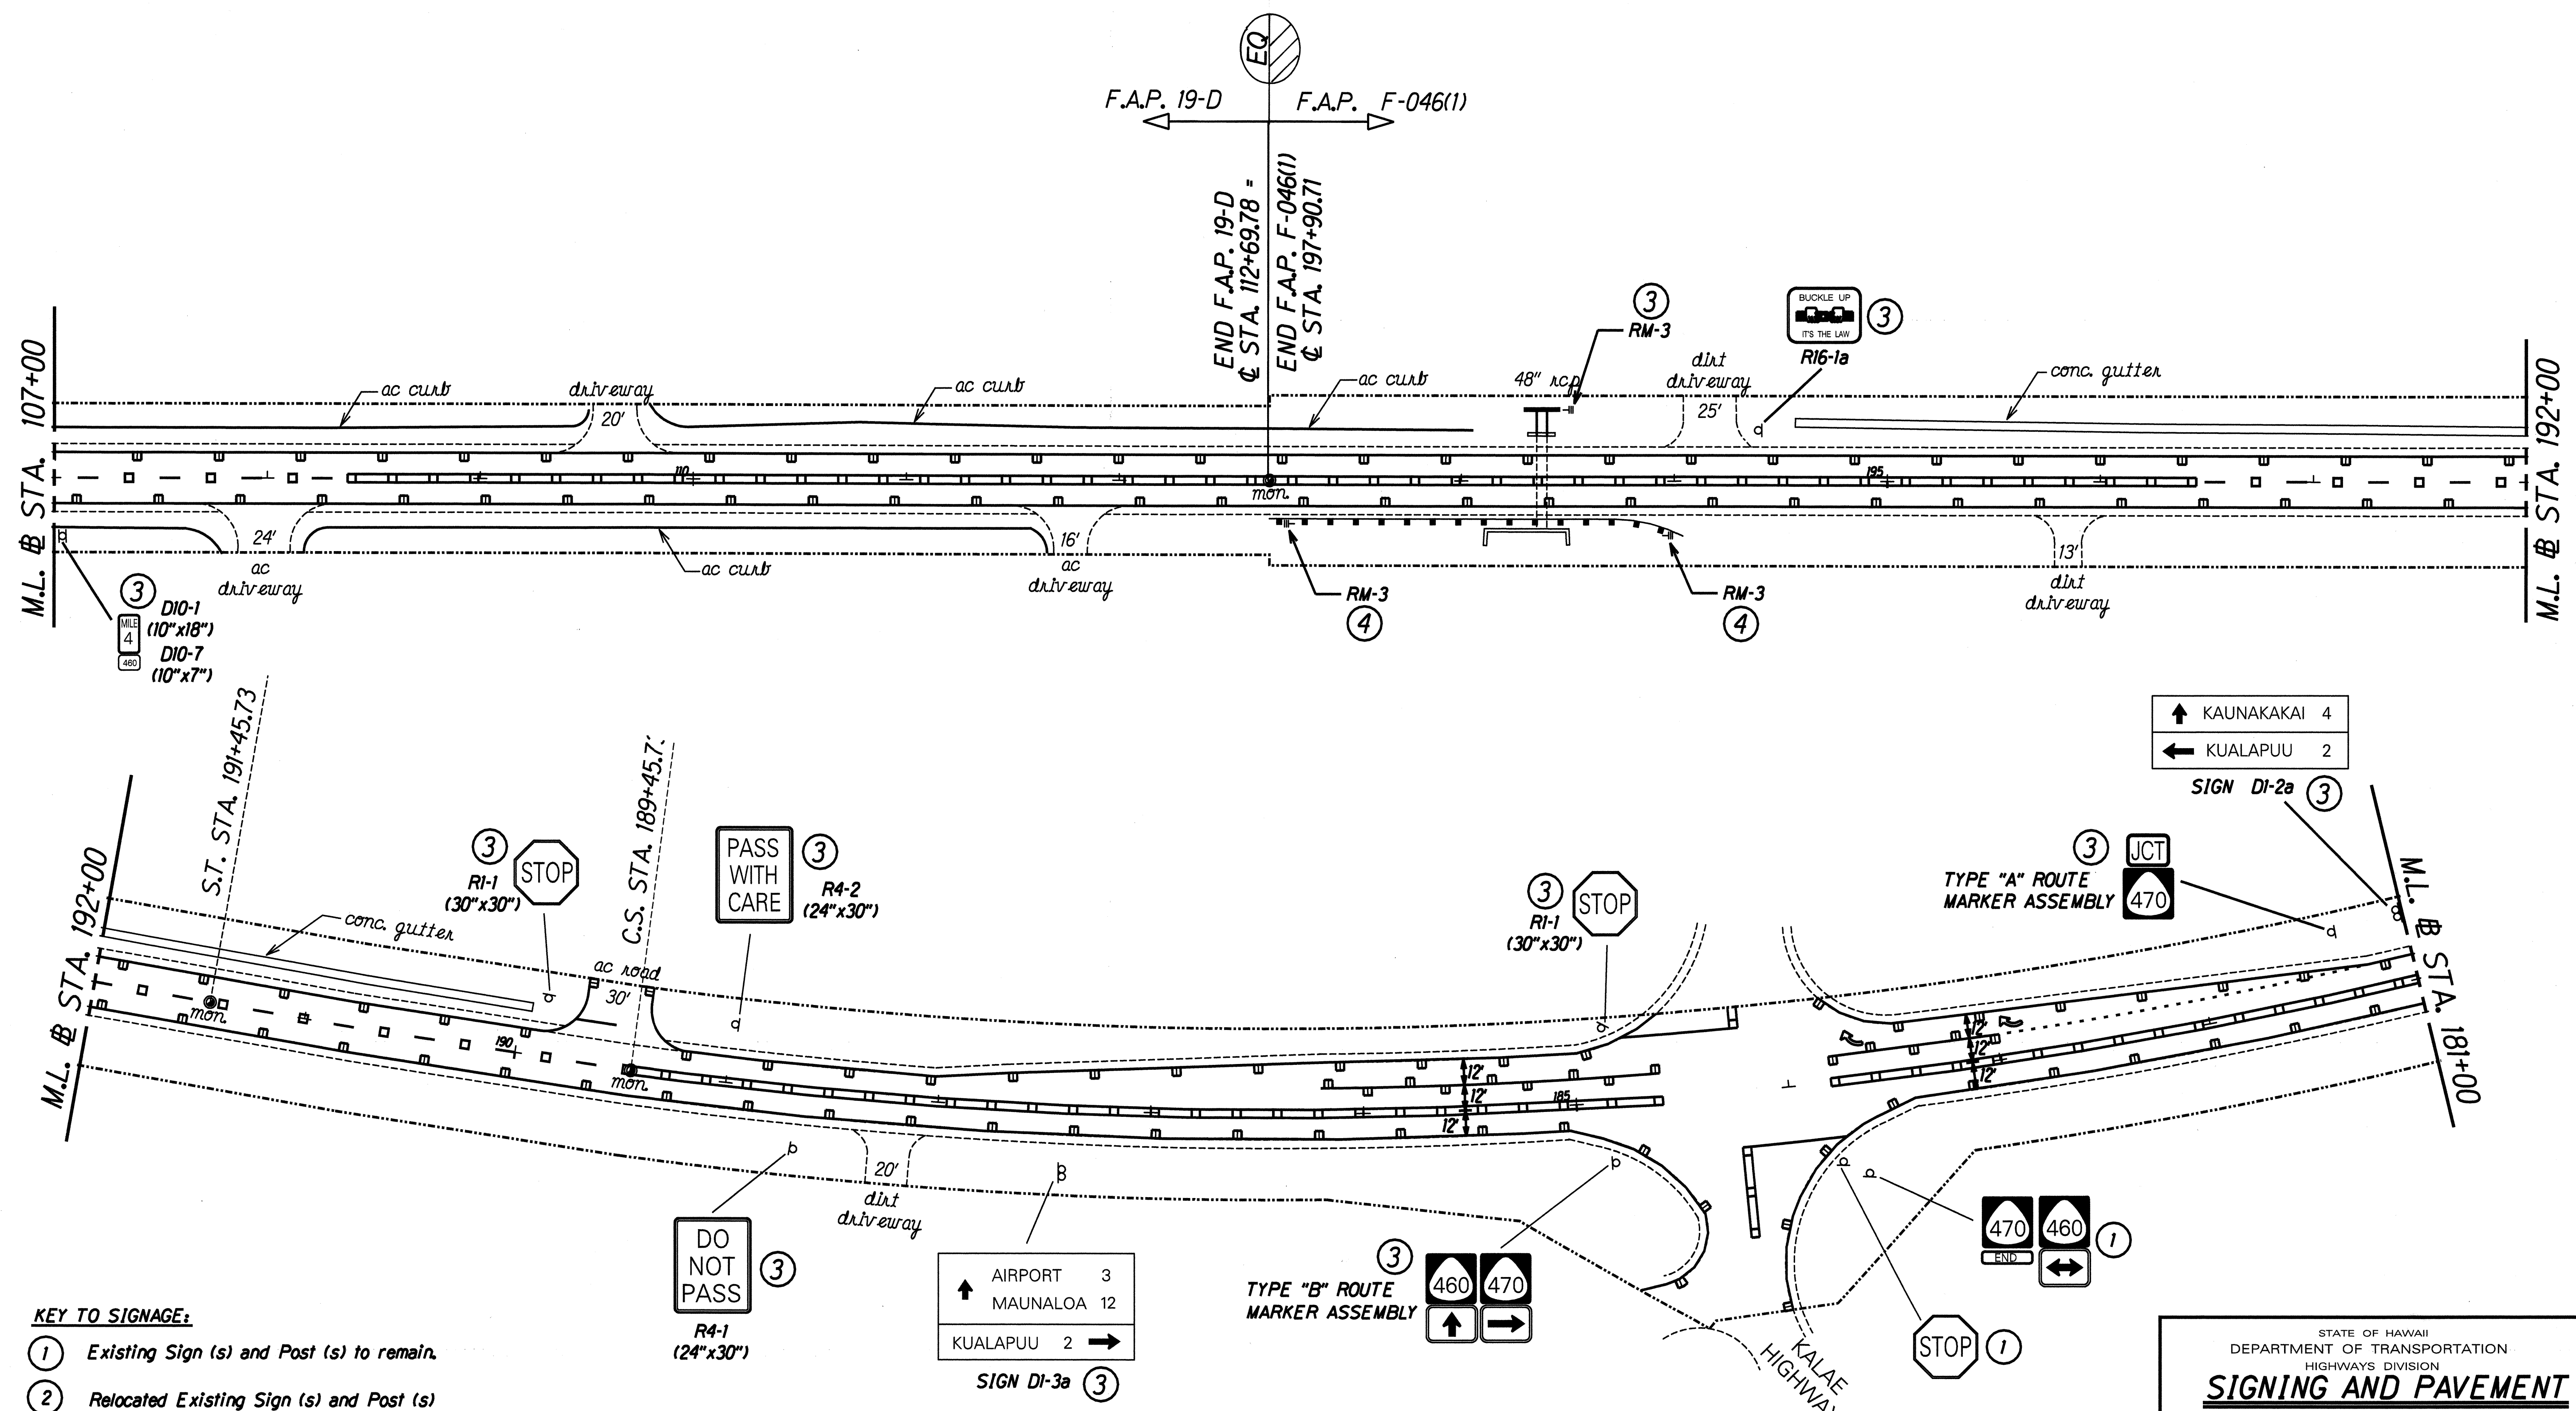 EQ
F.A.P. 19-D
F.A.P. F-046(1)
END F.A.P. 19-D
℄ STA. 112+69.78 =
END F.A.P. F-046(1)
℄ STA. 197+90.71
M.L. ℄ STA. 107+00
ac curb
driveway
20'
ac curb
ac curb
48" rcp
3
RM-3
dirt
driveway
25'
BUCKLE UP
IT'S THE LAW
3
R16-1a
conc. gutter
M.L. ℄ STA. 192+00
110
195
mon.
24'
ac
driveway
ac curb
16'
ac
driveway
RM-3
4
RM-3
4
13'
dirt
driveway
3
D10-1
(10"x18")
MILE
4
460
D10-7
(10"x7")
KAUNAKAKAI 4
KUALAPUU 2
SIGN D1-2a 3
M.L. ℄ STA. 192+00
S.T. STA. 191+45.73
C.S. STA. 189+45.7
conc. gutter
3
R1-1
(30"x30")
STOP
PASS
WITH
CARE
3
R4-2
(24"x30")
ac road
30'
mon.
190
mon.
3
R1-1
(30"x30")
STOP
3
JCT
470
TYPE "A" ROUTE
MARKER ASSEMBLY
M.L. ℄ STA. 181+00
12'
12'
12'
185
12'
12'
12'
20'
dirt
driveway
DO
NOT
PASS
3
R4-1
(24"x30")
AIRPORT 3
MAUNALOA 12
KUALAPUU 2
SIGN D1-3a 3
3
TYPE "B" ROUTE
MARKER ASSEMBLY
460
470
470
END
460
1
STOP
1
KALAE
HIGHWAY
KEY TO SIGNAGE:
1 Existing Sign (s) and Post (s) to remain.
2 Relocated Existing Sign (s) and Post (s)
STATE OF HAWAII
DEPARTMENT OF TRANSPORTATION
HIGHWAYS DIVISION
SIGNING AND PAVEMENT